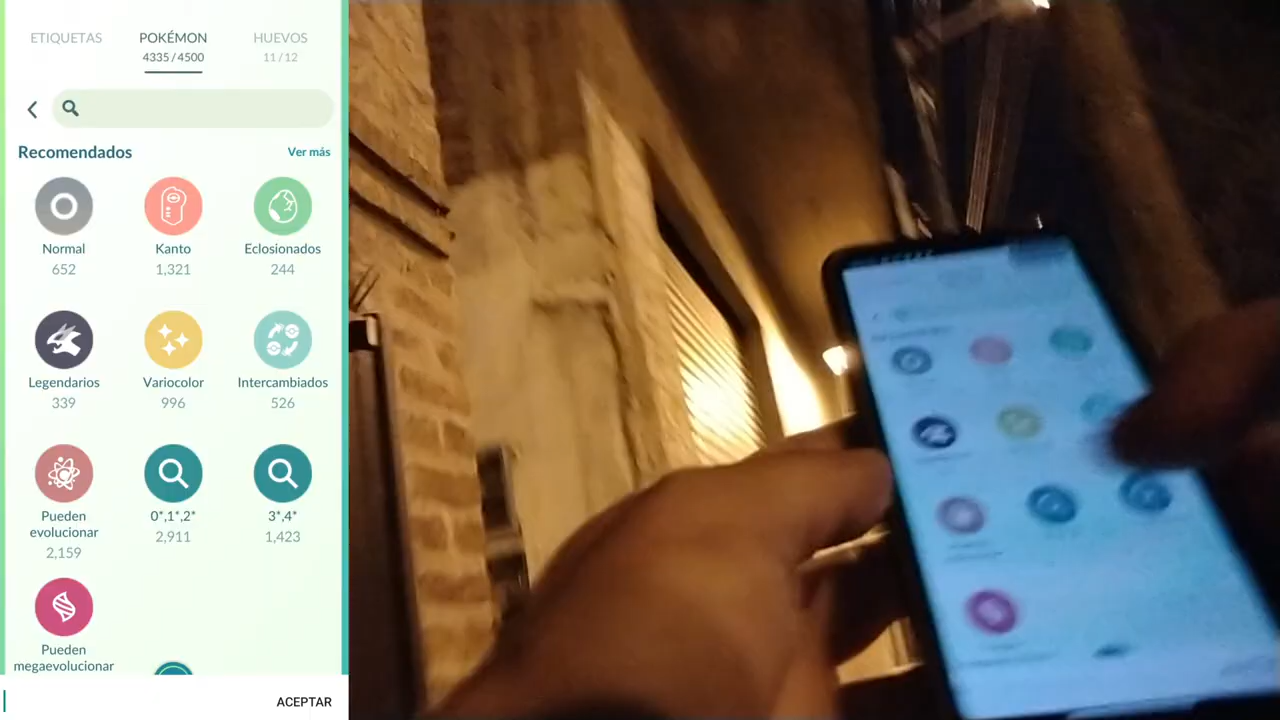 ETIQUETAS
POKÉMON
HUEVOS
4335 / 4500
11 / 12
Recomendados
Ver más
Normal
Kanto
Eclosionados
652
1,321
244
Legendarios
Variocolor
Intercambiados
339
996
526
Pueden
evolucionar
0*,1*,2*
3*,4*
2,159
2,911
1,423
Pueden
megaevolucionar
ACEPTAR